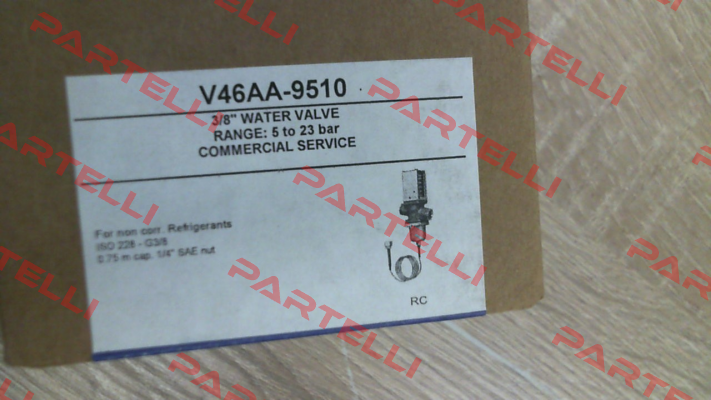 V46AA-9510
3/8" WATER VALVE
RANGE: 5 to 23 bar
COMMERCIAL SERVICE
For non corr. Refrigerants
ISO 228 - G3/8
0.75 m cap. 1/4" SAE nut
RC
PARTELLI
PARTELLI
PARTELLI
PARTELLI
PARTELLI
PARTELLI
PARTELLI